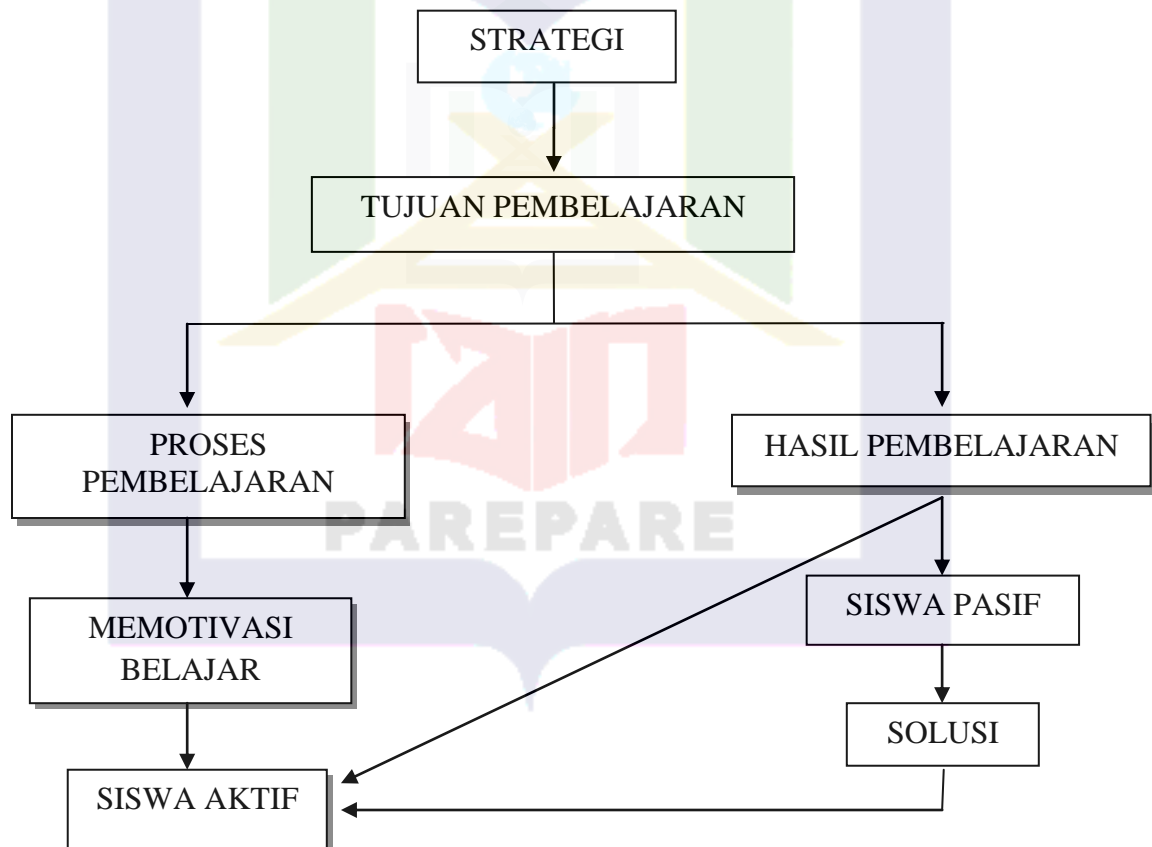 STRATEGI
TUJUAN PEMBELAJARAN
PROSES
PEMBELAJARAN
HASIL PEMBELAJARAN
PAREPARE
MEMOTIVASI
BELAJAR
SISWA PASIF
SOLUSI
SISWA AKTIF